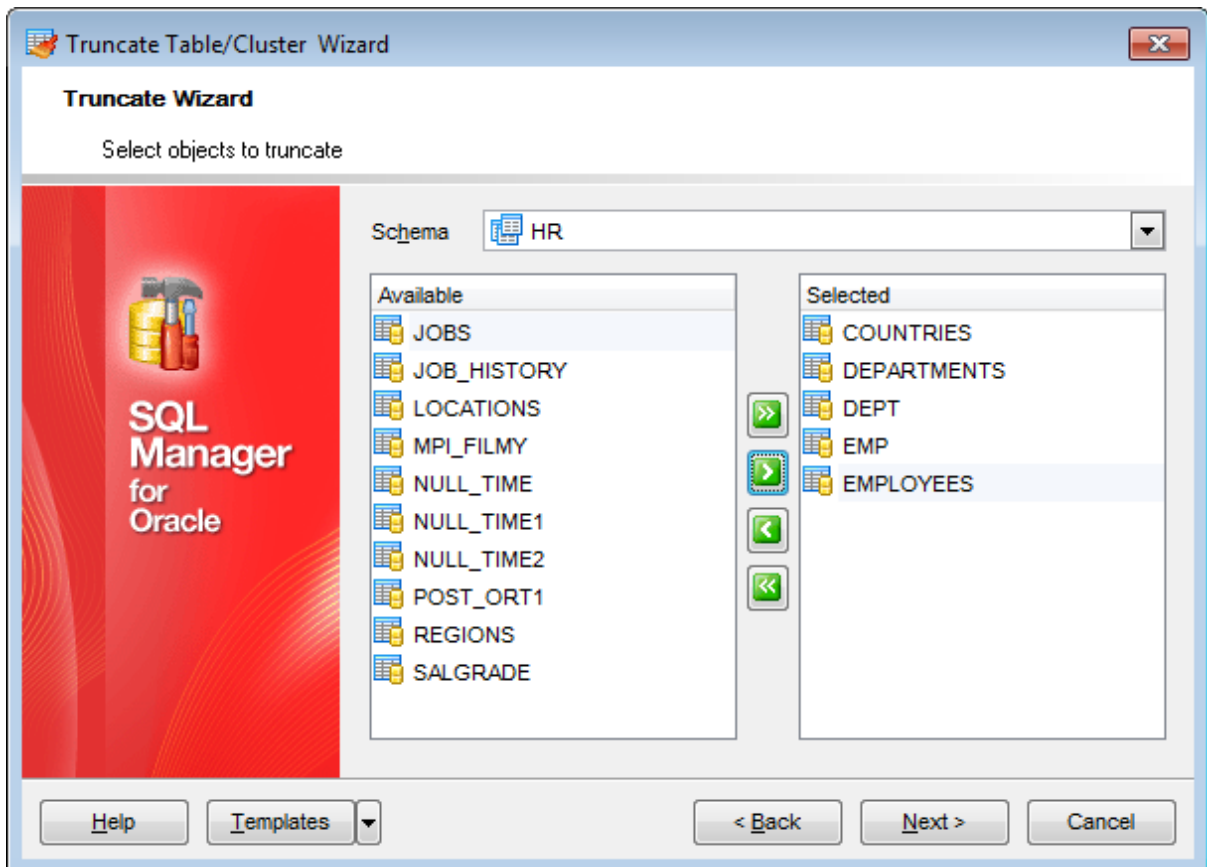 Truncate Table/Cluster Wizard
Truncate Wizard
Select objects to truncate
SQL
Manager
for
Oracle
Schema HR
Available
JOBS
JOB_HISTORY
LOCATIONS
MPI_FILMY
NULL_TIME
NULL_TIME1
NULL_TIME2
POST_ORT1
REGIONS
SALGRADE
Selected
COUNTRIES
DEPARTMENTS
DEPT
EMP
EMPLOYEES
Help Templates < Back Next > Cancel